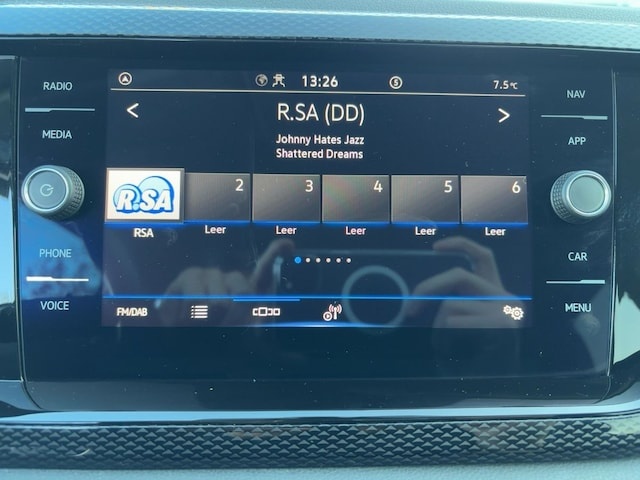 RADIO
MEDIA
PHONE
VOICE
13:26
5
7.5°C
R.SA (DD)
Johnny Hates Jazz
Shattered Dreams
R.SA 2 3 4 5 6
RSA Leer Leer Leer Leer Leer
FM/DAB
NAV
APP
CAR
MENU